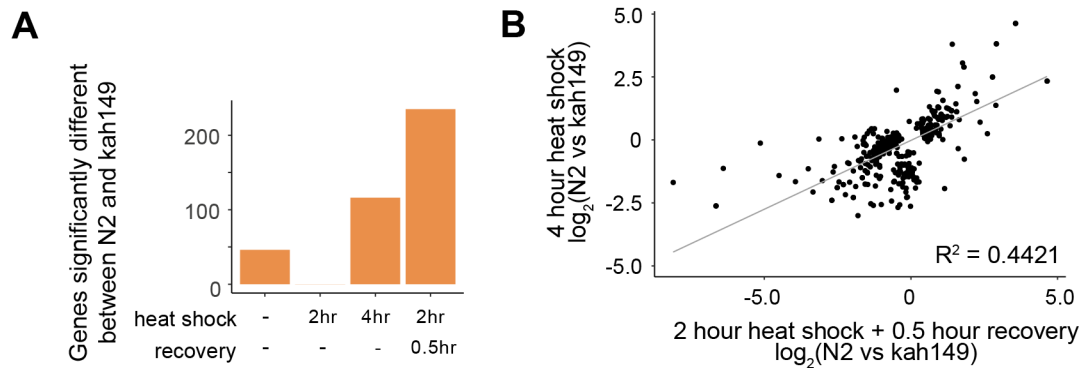 A
Genes significantly different
between N2 and kah149
200
100
0
heat shock - 2hr 4hr 2hr
recovery - - - 0.5hr
B
4 hour heat shock
log2(N2 vs kah149)
5.0
2.5
0
-2.5
-5.0
R² = 0.4421
-5.0 0 5.0
2 hour heat shock + 0.5 hour recovery
log2(N2 vs kah149)